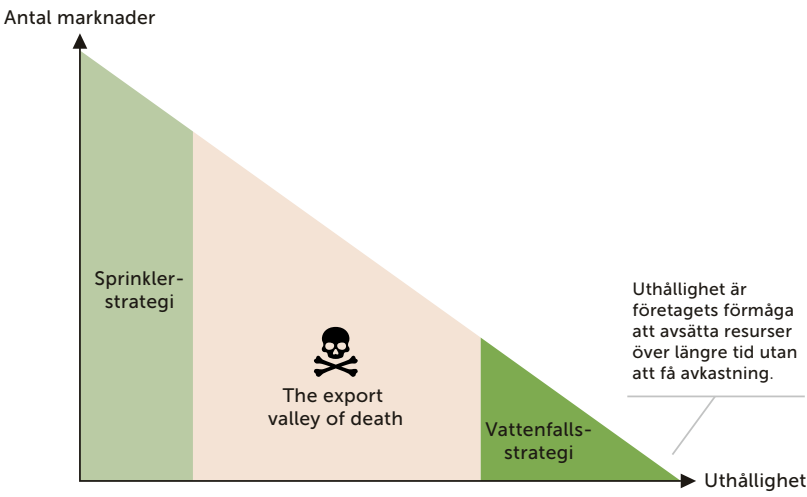 Antal marknader
Sprinkler-
strategi
The export
valley of death
Vattenfalls-
strategi
Uthållighet är
företagets förmåga
att avsätta resurser
över längre tid utan
att få avkastning.
Uthållighet